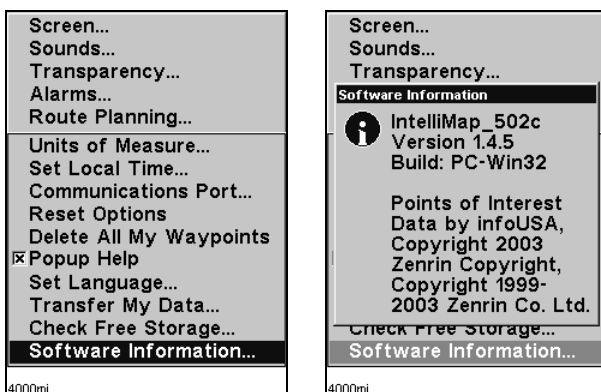 Screen...
Sounds...
Transparency...
Alarms...
Route Planning...
Units of Measure...
Set Local Time...
Communications Port...
Reset Options
Delete All My Waypoints
Popup Help
Set Language...
Transfer My Data...
Check Free Storage...
Software Information...
4000mi
Screen...
Sounds...
Transparency...
Software Information
IntelliMap_502c
Version 1.4.5
Build: PC-Win32
Points of Interest
Data by infoUSA,
Copyright 2003
Zenrin Copyright,
Copyright 1999-
2003 Zenrin Co. Ltd.
Check Free Storage...
Software Information...
4000mi